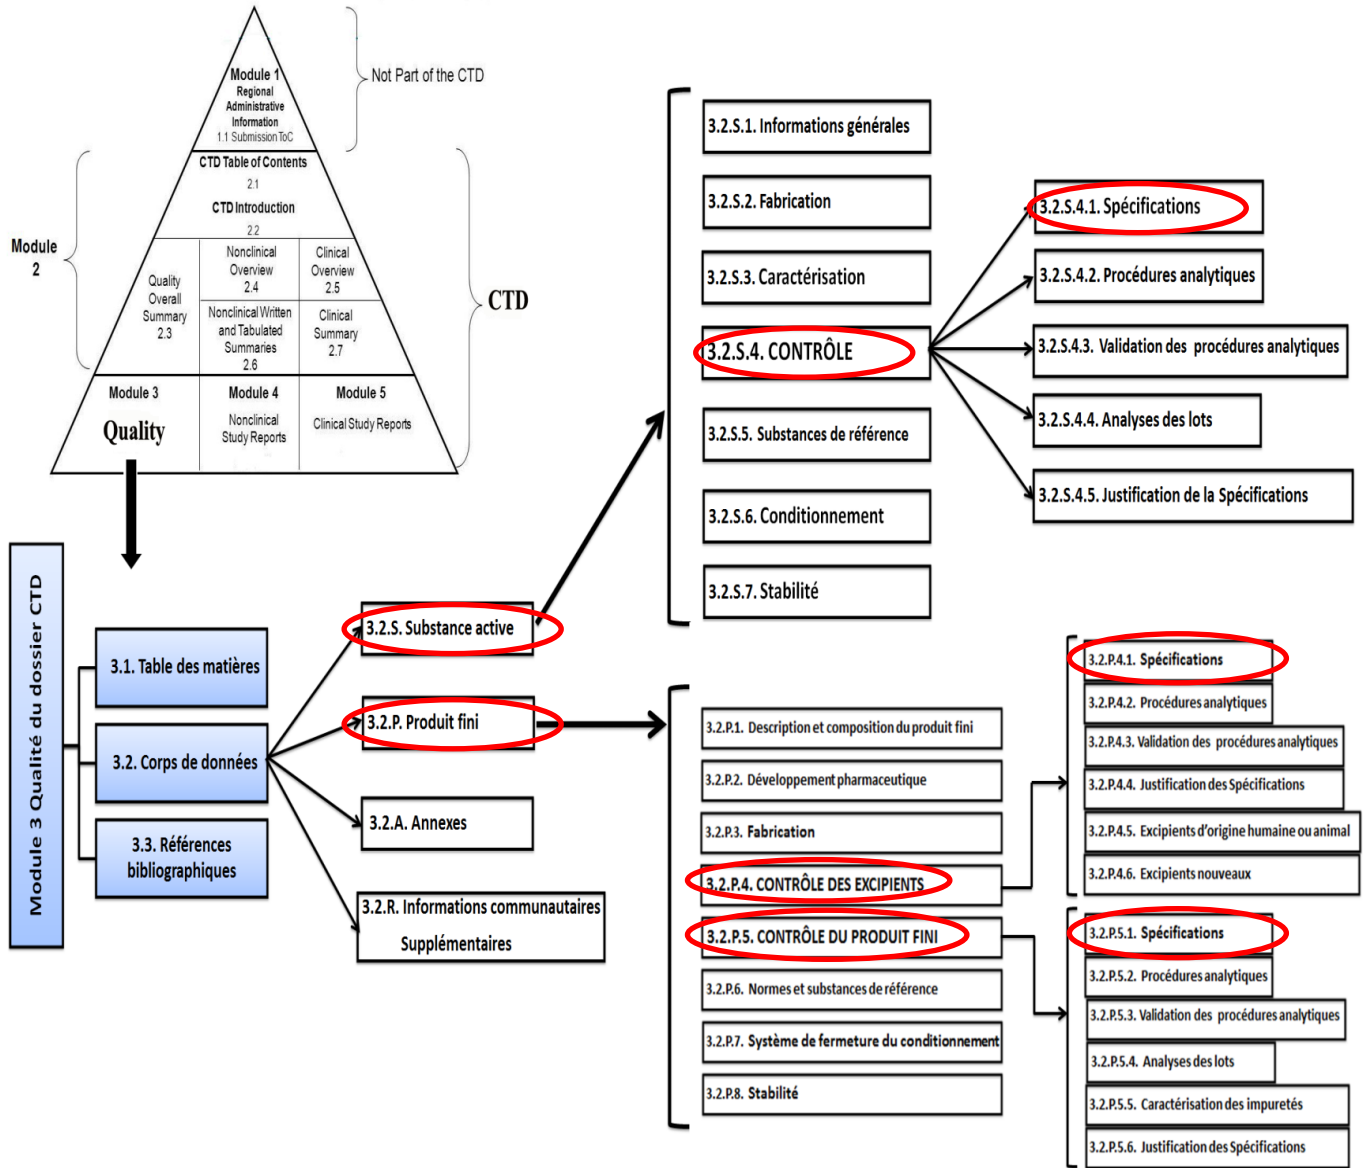 Module 1
Regional
Administrative
Information
1.1 Submission ToC
Not Part of the CTD
CTD Table of Contents
2.1
CTD Introduction
2.2
Module
2
Quality
Overall
Summary
2.3
Nonclinical
Overview
2.4
Clinical
Overview
2.5
Nonclinical Written
and Tabulated
Summaries
2.6
Clinical
Summary
2.7
CTD
Module 3
Quality
Module 4
Nonclinical
Study Reports
Module 5
Clinical Study Reports
Module 3 Qualité du dossier CTD
3.1. Table des matières
3.2. Corps de données
3.3. Références
bibliographiques
3.2.S. Substance active
3.2.P. Produit fini
3.2.A. Annexes
3.2.R. Informations communautaires
Supplémentaires
3.2.S.1. Informations générales
3.2.S.2. Fabrication
3.2.S.3. Caractérisation
3.2.S.4. CONTRÔLE
3.2.S.5. Substances de référence
3.2.S.6. Conditionnement
3.2.S.7. Stabilité
3.2.S.4.1. Spécifications
3.2.S.4.2. Procédures analytiques
3.2.S.4.3. Validation des procédures analytiques
3.2.S.4.4. Analyses des lots
3.2.S.4.5. Justification de la Spécifications
3.2.P.1. Description et composition du produit fini
3.2.P.2. Développement pharmaceutique
3.2.P.3. Fabrication
3.2.P.4. CONTRÔLE DES EXCIPIENTS
3.2.P.5. CONTRÔLE DU PRODUIT FINI
3.2.P.6. Normes et substances de référence
3.2.P.7. Système de fermeture du conditionnement
3.2.P.8. Stabilité
3.2.P.4.1. Spécifications
3.2.P.4.2. Procédures analytiques
3.2.P.4.3. Validation des procédures analytiques
3.2.P.4.4. Justification des Spécifications
3.2.P.4.5. Excipients d'origine humaine ou animal
3.2.P.4.6. Excipients nouveaux
3.2.P.5.1. Spécifications
3.2.P.5.2. Procédures analytiques
3.2.P.5.3. Validation des procédures analytiques
3.2.P.5.4. Analyses des lots
3.2.P.5.5. Caractérisation des impuretés
3.2.P.5.6. Justification des Spécifications